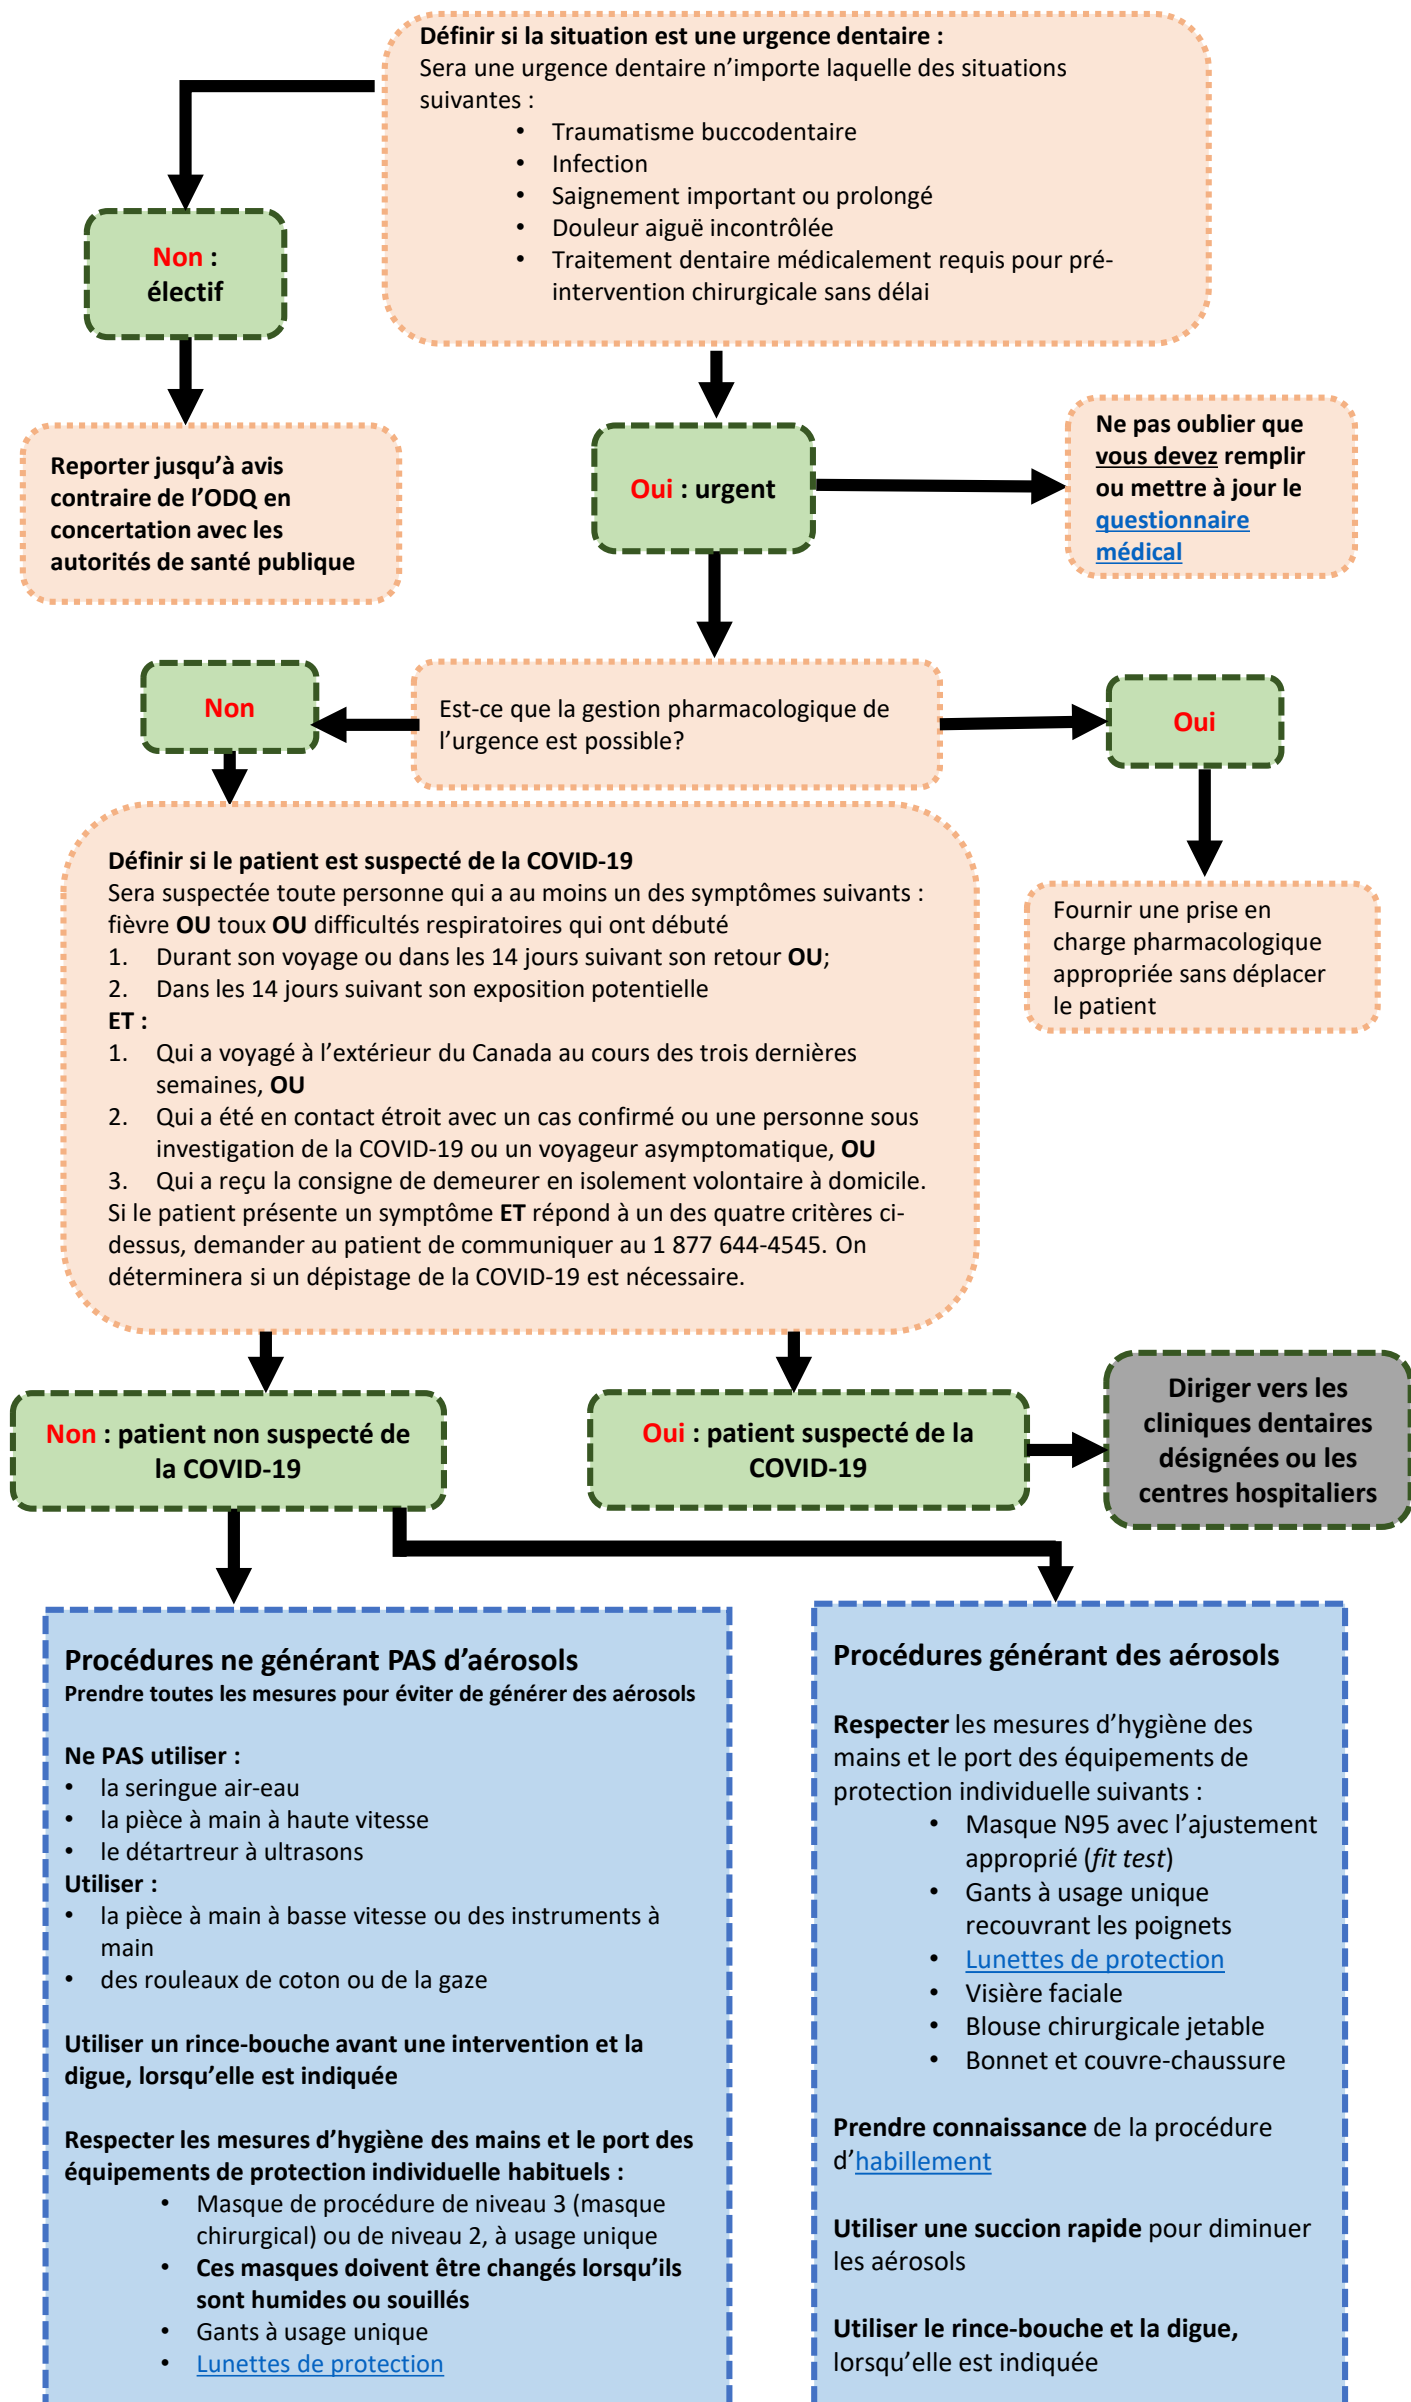 Définir si la situation est une urgence dentaire :
Sera une urgence dentaire n’importe laquelle des situations
suivantes :
• Traumatisme buccodentaire
• Infection
• Saignement important ou prolongé
• Douleur aiguë incontrôlée
• Traitement dentaire médicalement requis pour pré-
intervention chirurgicale sans délai
Non :
électif
Reporter jusqu’à avis
contraire de l’ODQ en
concertation avec les
autorités de santé publique
Oui : urgent
Ne pas oublier que
vous devez remplir
ou mettre à jour le
questionnaire
médical
Non
Est-ce que la gestion pharmacologique de
l’urgence est possible?
Oui
Fournir une prise en
charge pharmacologique
appropriée sans déplacer
le patient
Définir si le patient est suspecté de la COVID-19
Sera suspectée toute personne qui a au moins un des symptômes suivants :
fièvre OU toux OU difficultés respiratoires qui ont débuté
1. Durant son voyage ou dans les 14 jours suivant son retour OU;
2. Dans les 14 jours suivant son exposition potentielle
ET :
1. Qui a voyagé à l’extérieur du Canada au cours des trois dernières
semaines, OU
2. Qui a été en contact étroit avec un cas confirmé ou une personne sous
investigation de la COVID-19 ou un voyageur asymptomatique, OU
3. Qui a reçu la consigne de demeurer en isolement volontaire à domicile.
Si le patient présente un symptôme ET répond à un des quatre critères ci-
dessus, demander au patient de communiquer au 1 877 644-4545. On
déterminera si un dépistage de la COVID-19 est nécessaire.
Non : patient non suspecté de
la COVID-19
Oui : patient suspecté de la
COVID-19
Diriger vers les
cliniques dentaires
désignées ou les
centres hospitaliers
Procédures ne générant PAS d’aérosols
Prendre toutes les mesures pour éviter de générer des aérosols
Ne PAS utiliser :
• la seringue air-eau
• la pièce à main à haute vitesse
• le détartreur à ultrasons
Utiliser :
• la pièce à main à basse vitesse ou des instruments à
main
• des rouleaux de coton ou de la gaze
Utiliser un rince-bouche avant une intervention et la
digue, lorsqu’elle est indiquée
Respecter les mesures d’hygiène des mains et le port des
équipements de protection individuelle habituels :
• Masque de procédure de niveau 3 (masque
chirurgical) ou de niveau 2, à usage unique
• Ces masques doivent être changés lorsqu’ils
sont humides ou souillés
• Gants à usage unique
• Lunettes de protection
Procédures générant des aérosols
Respecter les mesures d’hygiène des
mains et le port des équipements de
protection individuelle suivants :
• Masque N95 avec l’ajustement
approprié (fit test)
• Gants à usage unique
recouvrant les poignets
• Lunettes de protection
• Visière faciale
• Blouse chirurgicale jetable
• Bonnet et couvre-chaussure
Prendre connaissance de la procédure
d’habillement
Utiliser une succion rapide pour diminuer
les aérosols
Utiliser le rince-bouche et la digue,
lorsqu’elle est indiquée